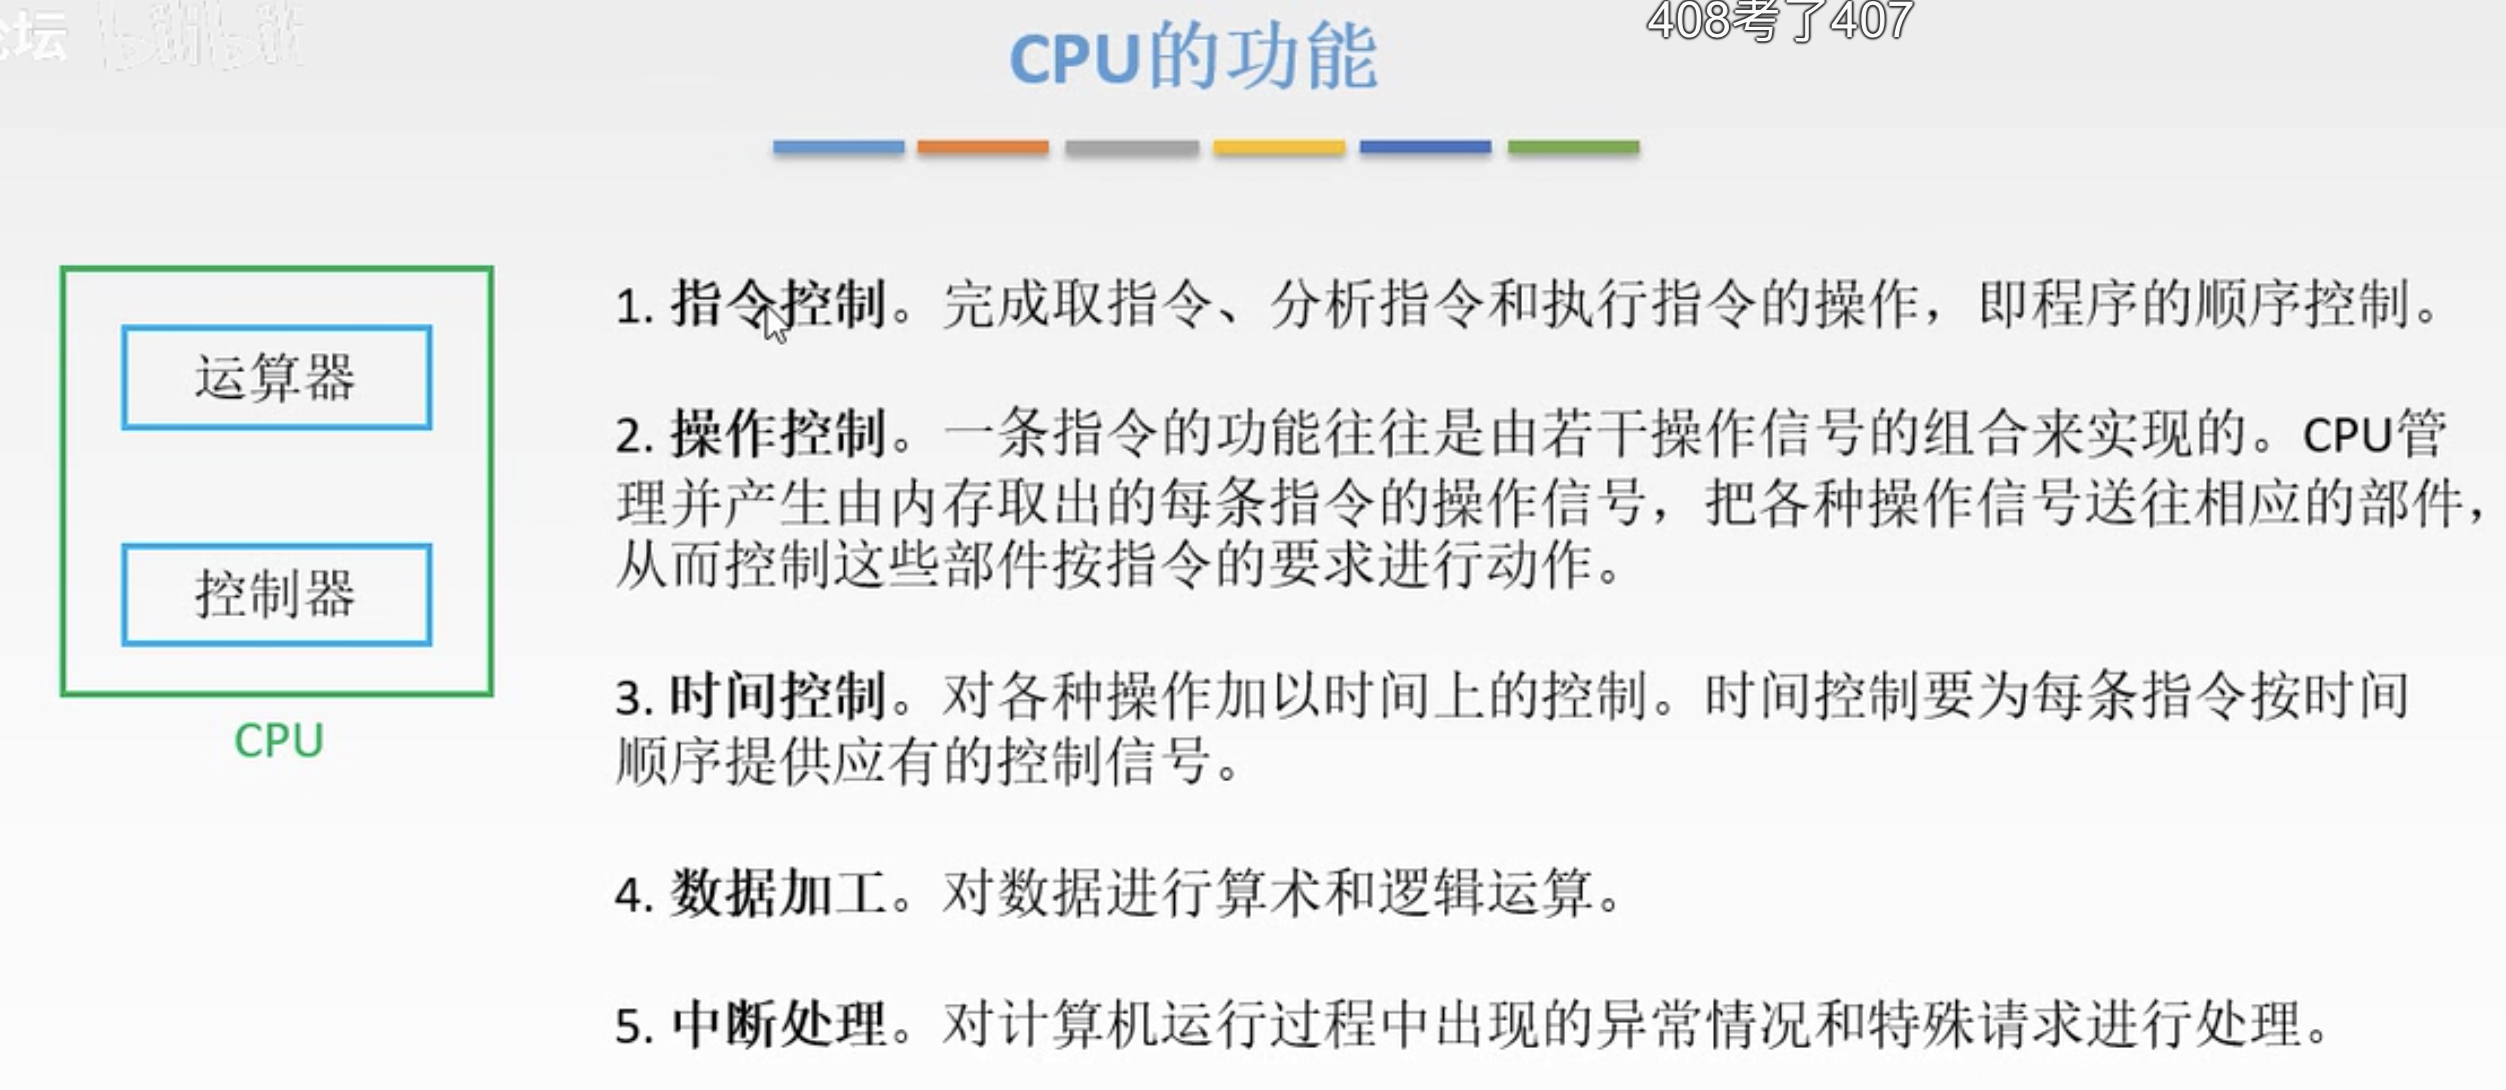 论坛
bilibili
408考了407
CPU的功能
运算器
控制器
CPU
1. 指令控制。完成取指令、分析指令和执行指令的操作，即程序的顺序控制。
2. 操作控制。一条指令的功能往往是由若干操作信号的组合来实现的。CPU管
理并产生由内存取出的每条指令的操作信号，把各种操作信号送往相应的部件，
从而控制这些部件按指令的要求进行动作。
3. 时间控制。对各种操作加以时间上的控制。时间控制要为每条指令按时间
顺序提供应有的控制信号。
4. 数据加工。对数据进行算术和逻辑运算。
5. 中断处理。对计算机运行过程中出现的异常情况和特殊请求进行处理。